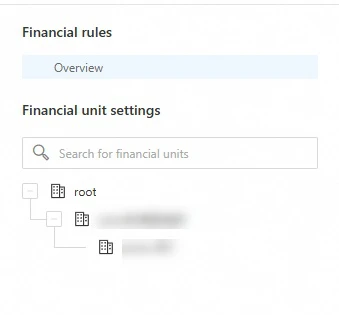 Financial rules
Overview
Financial unit settings
Search for financial units
root